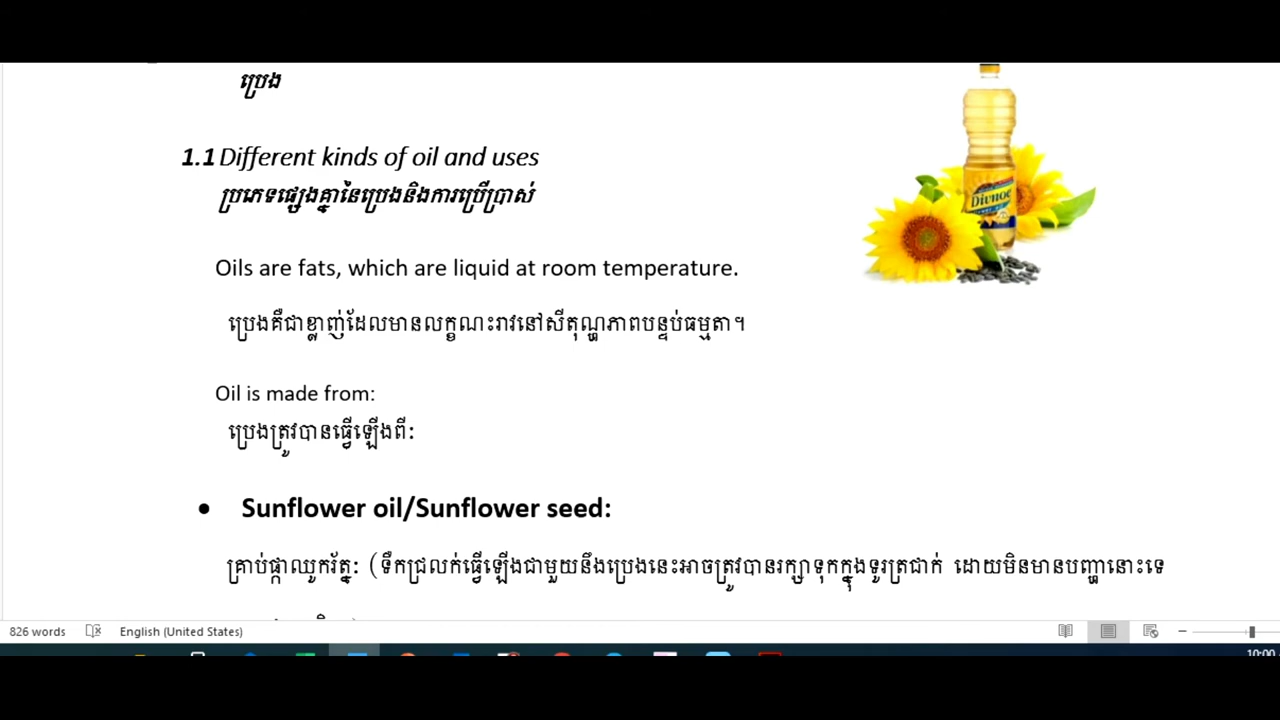 ប្រេង
1.1 Different kinds of oil and uses
ប្រភេទផ្សេងគ្នានៃប្រេងនិងការប្រើប្រាស់
Divnoe
Oils are fats, which are liquid at room temperature.
ប្រេងគឺជាខ្លាញ់ដែលមានលក្ខណះរាវនៅសីតុណ្ហភាពបន្ទប់ធម្មតា។
Oil is made from:
ប្រេងត្រូវបានធ្វើឡើងពី:
• Sunflower oil/Sunflower seed:
គ្រាប់ផ្កាឈូករ័ត្ន: (ទឹកជ្រលក់ធ្វើឡើងជាមួយនឹងប្រេងនេះអាចត្រូវបានរក្សាទុកក្នុងទូរត្រជាក់ ដោយមិនមានបញ្ហានោះទេ
826 words English (United States)
10:00